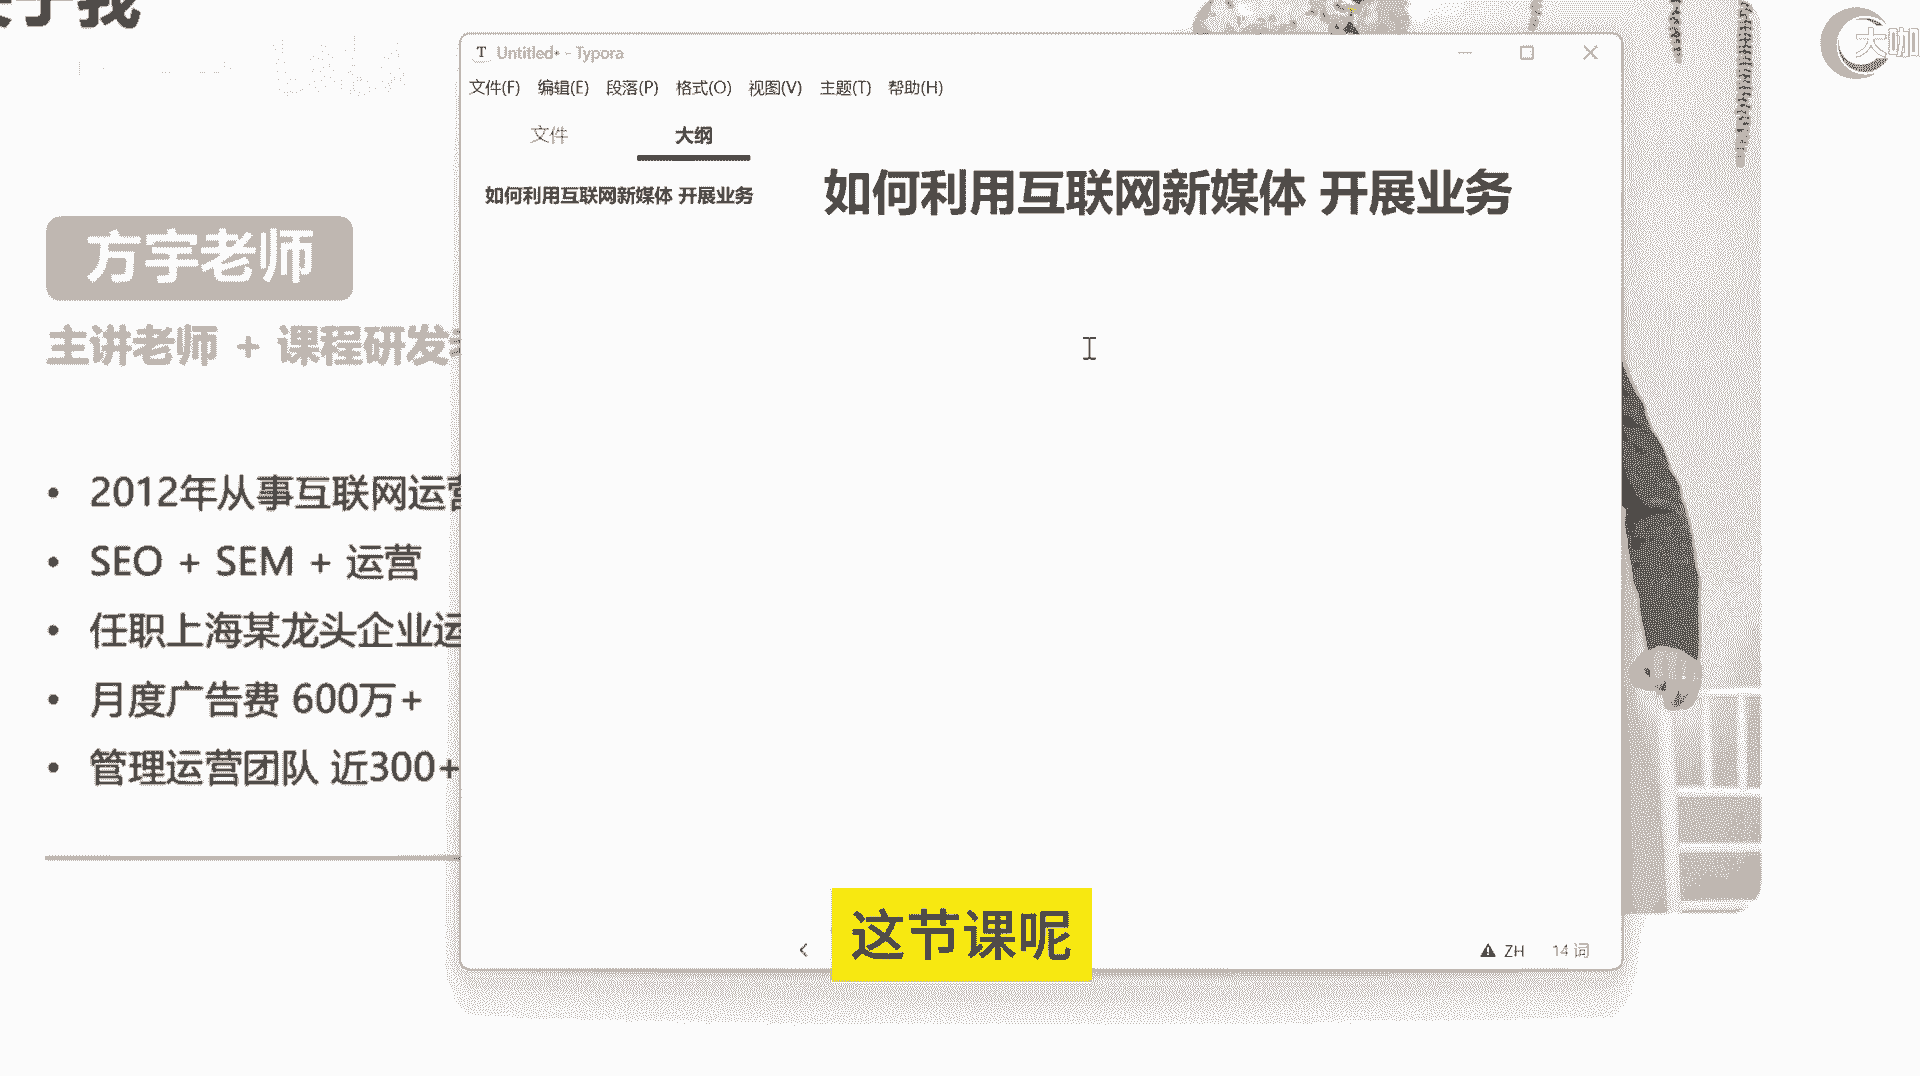 于我
大咖
T Untitled• - Typora
文件(F) 编辑(E) 段落(P) 格式(O) 视图(V) 主题(T) 帮助(H)
文件 大纲
如何利用互联网新媒体 开展业务
如何利用互联网新媒体 开展业务
方宇老师
主讲老师 + 课程研发
• 2012年从事互联网运营
• SEO + SEM + 运营
• 任职上海某龙头企业运
• 月度广告费 600万+
• 管理运营团队 近300+
这节课呢
ZH 14 词